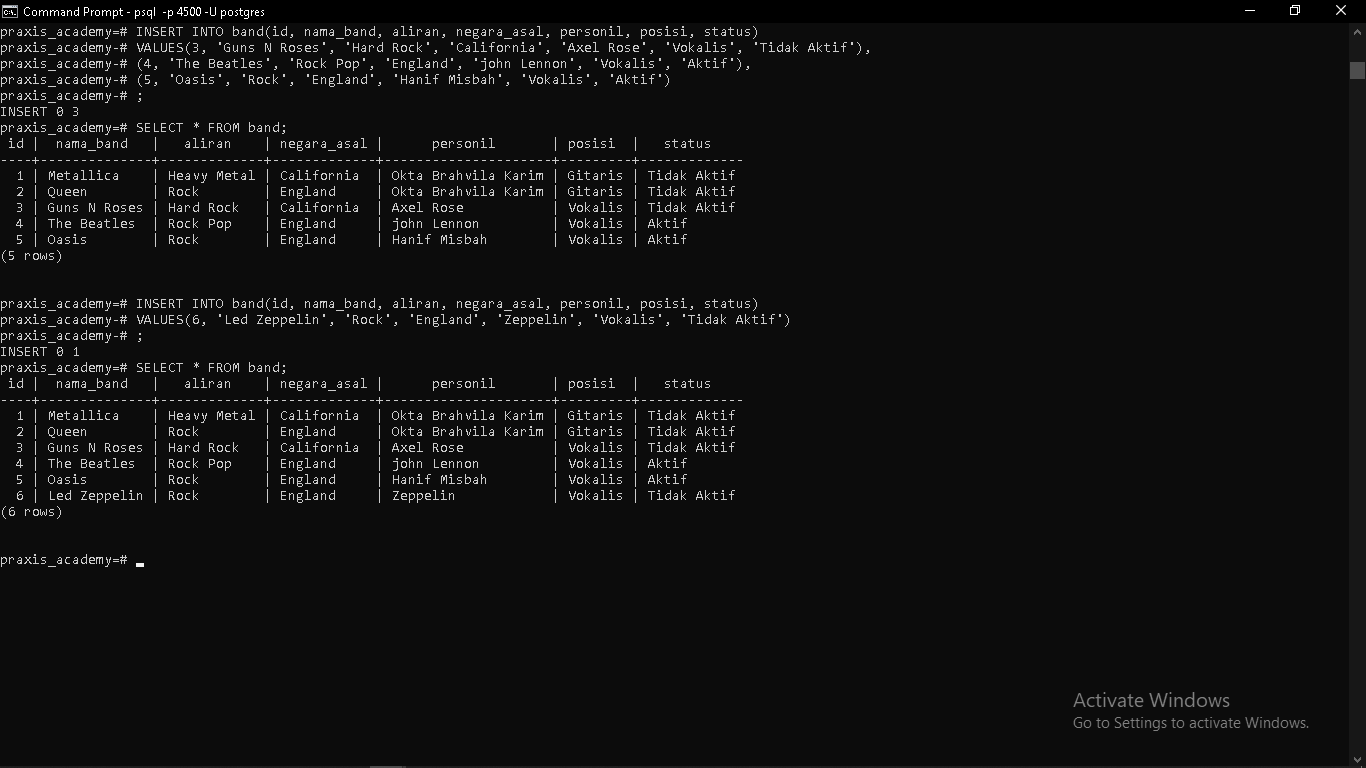 Command Prompt - psql -p 4500 -U postgres
praxis_academy=# INSERT INTO band(id, nama_band, aliran, negara_asal, personil, posisi, status)
praxis_academy-# VALUES(3, 'Guns N Roses', 'Hard Rock', 'California', 'Axel Rose', 'Vokalis', 'Tidak Aktif'),
praxis_academy-# (4, 'The Beatles', 'Rock Pop', 'England', 'john Lennon', 'Vokalis', 'Aktif'),
praxis_academy-# (5, 'Oasis', 'Rock', 'England', 'Hanif Misbah', 'Vokalis', 'Aktif')
praxis_academy-# ;
INSERT 0 3
praxis_academy=# SELECT * FROM band;
 id |  nama_band   |   aliran    | negara_asal |      personil       | posisi  |   status
----+--------------+-------------+-------------+---------------------+---------+-------------
  1 | Metallica    | Heavy Metal | California  | Okta Brahvila Karim | Gitaris | Tidak Aktif
  2 | Queen        | Rock        | England     | Okta Brahvila Karim | Gitaris | Tidak Aktif
  3 | Guns N Roses | Hard Rock   | California  | Axel Rose           | Vokalis | Tidak Aktif
  4 | The Beatles  | Rock Pop    | England     | john Lennon         | Vokalis | Aktif
  5 | Oasis        | Rock        | England     | Hanif Misbah        | Vokalis | Aktif
(5 rows)
praxis_academy=# INSERT INTO band(id, nama_band, aliran, negara_asal, personil, posisi, status)
praxis_academy-# VALUES(6, 'Led Zeppelin', 'Rock', 'England', 'Zeppelin', 'Vokalis', 'Tidak Aktif')
praxis_academy-# ;
INSERT 0 1
praxis_academy=# SELECT * FROM band;
 id |  nama_band   |   aliran    | negara_asal |      personil       | posisi  |   status
----+--------------+-------------+-------------+---------------------+---------+-------------
  1 | Metallica    | Heavy Metal | California  | Okta Brahvila Karim | Gitaris | Tidak Aktif
  2 | Queen        | Rock        | England     | Okta Brahvila Karim | Gitaris | Tidak Aktif
  3 | Guns N Roses | Hard Rock   | California  | Axel Rose           | Vokalis | Tidak Aktif
  4 | The Beatles  | Rock Pop    | England     | john Lennon         | Vokalis | Aktif
  5 | Oasis        | Rock        | England     | Hanif Misbah        | Vokalis | Aktif
  6 | Led Zeppelin | Rock        | England     | Zeppelin            | Vokalis | Tidak Aktif
(6 rows)
praxis_academy=#
Activate Windows
Go to Settings to activate Windows.